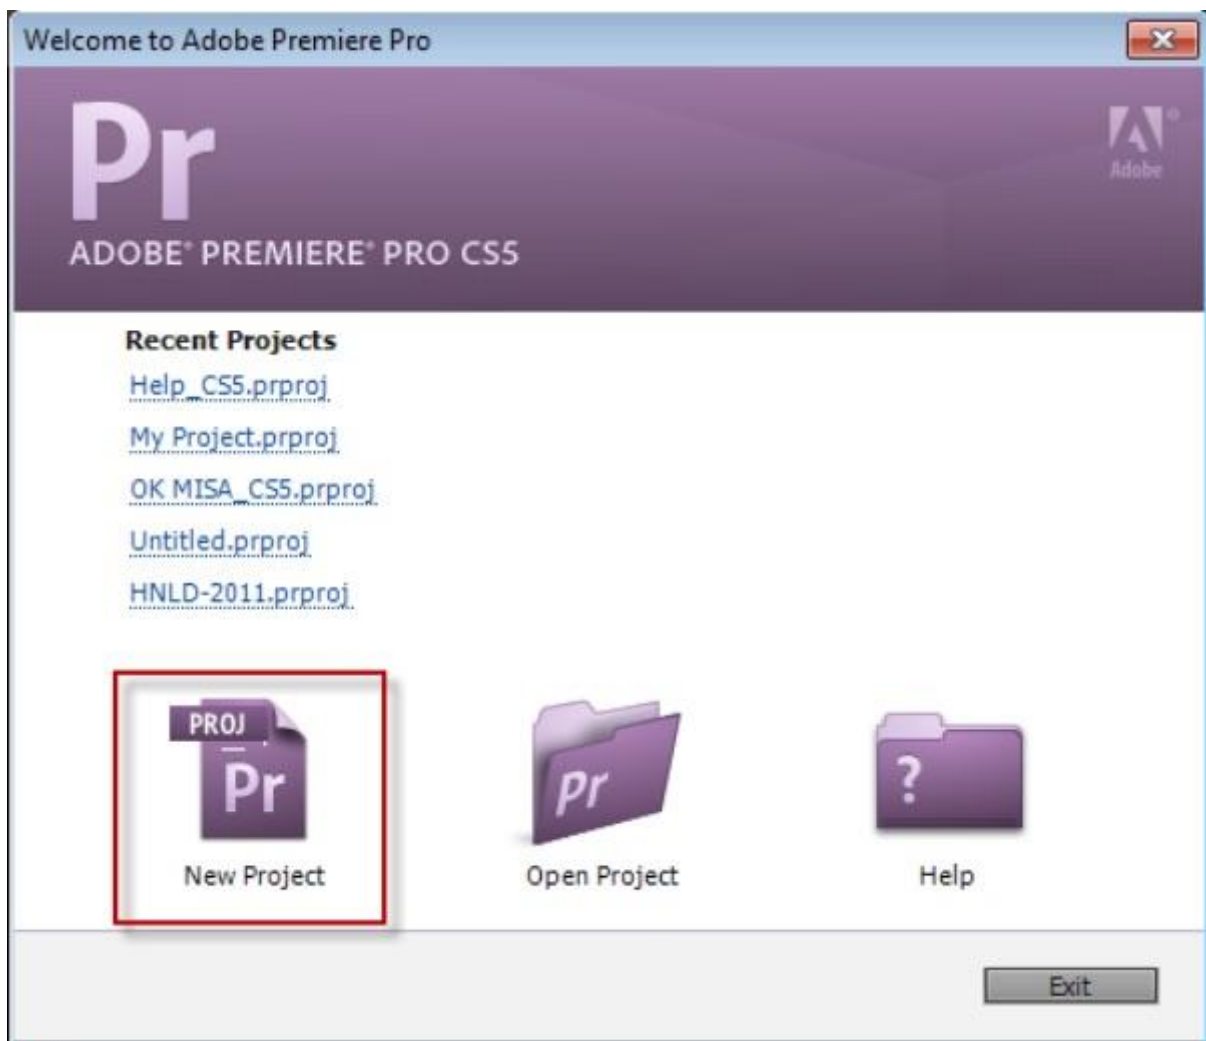 Welcome to Adobe Premiere Pro
Pr
Adobe
ADOBE® PREMIERE® PRO CS5
Recent Projects
Help_CS5.prproj
My Project.prproj
OK MISA_CS5.prproj
Untitled.prproj
HNLD-2011.prproj
PROJ
Pr
Pr
?
New Project
Open Project
Help
Exit